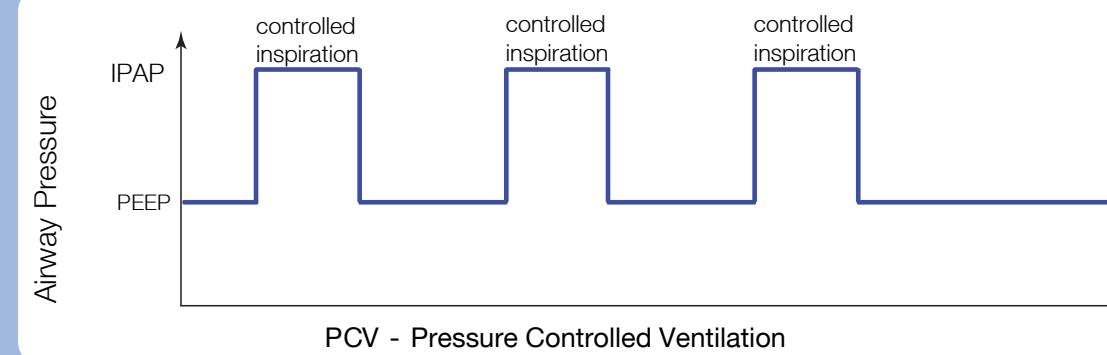 controlled
inspiration
controlled
inspiration
controlled
inspiration
IPAP
PEEP
Airway Pressure
PCV - Pressure Controlled Ventilation